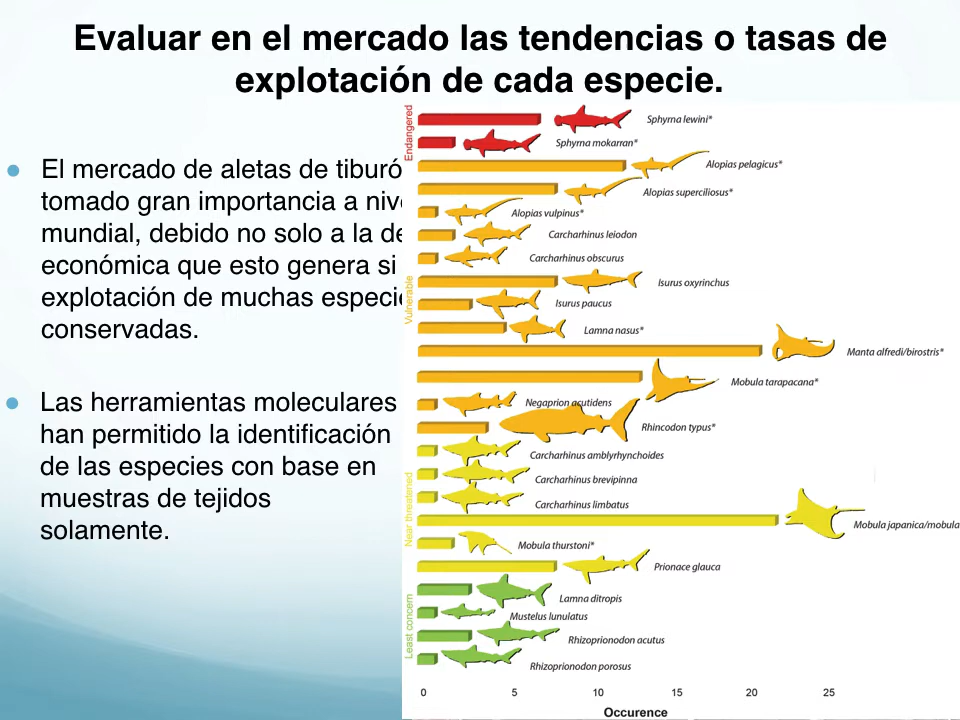 Evaluar en el mercado las tendencias o tasas de
explotación de cada especie.
El mercado de aletas de tiburó
tomado gran importancia a niv
mundial, debido no solo a la de
económica que esto genera si
explotación de muchas especie
conservadas.
Las herramientas moleculares
han permitido la identificación
de las especies con base en
muestras de tejidos
solamente.
Endangered
Sphyrna lewini*
Sphyrna mokarran*
Vulnerable
Alopias pelagicus*
Alopias superciliosus*
Alopias vulpinus*
Carcharhinus leiodon
Carcharhinus obscurus
Isurus oxyrinchus
Isurus paucus
Lamna nasus*
Manta alfredi/birostris*
Mobula tarapacana*
Negaprion acutidens
Rhincodon typus*
Near threatened
Carcharhinus amblyrhynchoides
Carcharhinus brevipinna
Carcharhinus limbatus
Mobula japanica/mobula
Mobula thurstoni*
Prionace glauca
Least concern
Lamna ditropis
Mustelus lunulatus
Rhizoprionodon acutus
Rhizoprionodon porosus
0 5 10 15 20 25
Occurence